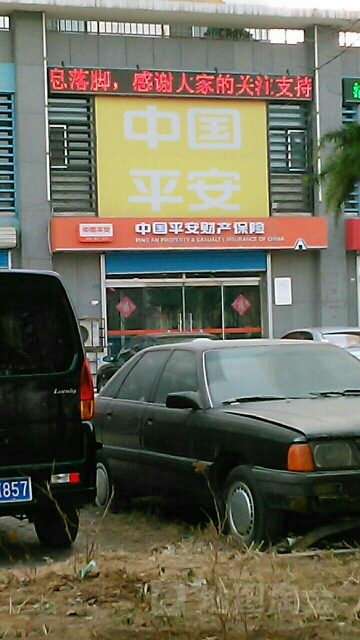 息落脚，感谢大家的关注支持
中国
平安
中国平安 中国平安财产保险
PING AN PROPERTY & CASUALTY INSURANCE OF CHINA
857